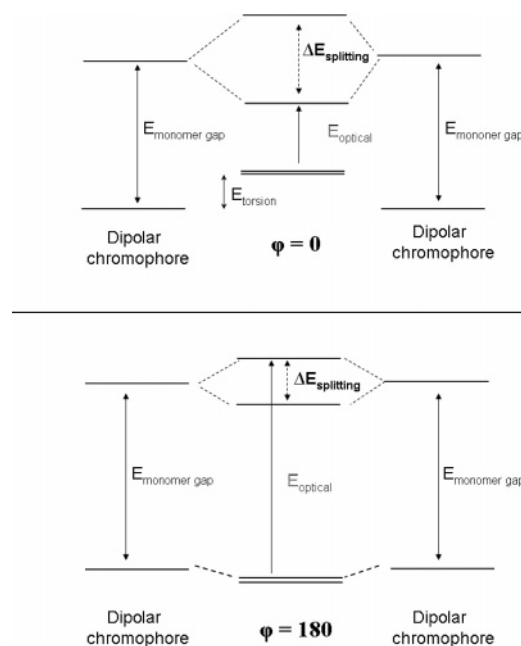 ΔEsplitting
Emonomer gap
Eoptical
Emononer gap
Etorsion
Dipolar
chromophore
φ = 0
Dipolar
chromophore
ΔEsplitting
Emonomer gap
Eoptical
Emonomer gap
Dipolar
chromophore
φ = 180
Dipolar
chromophore